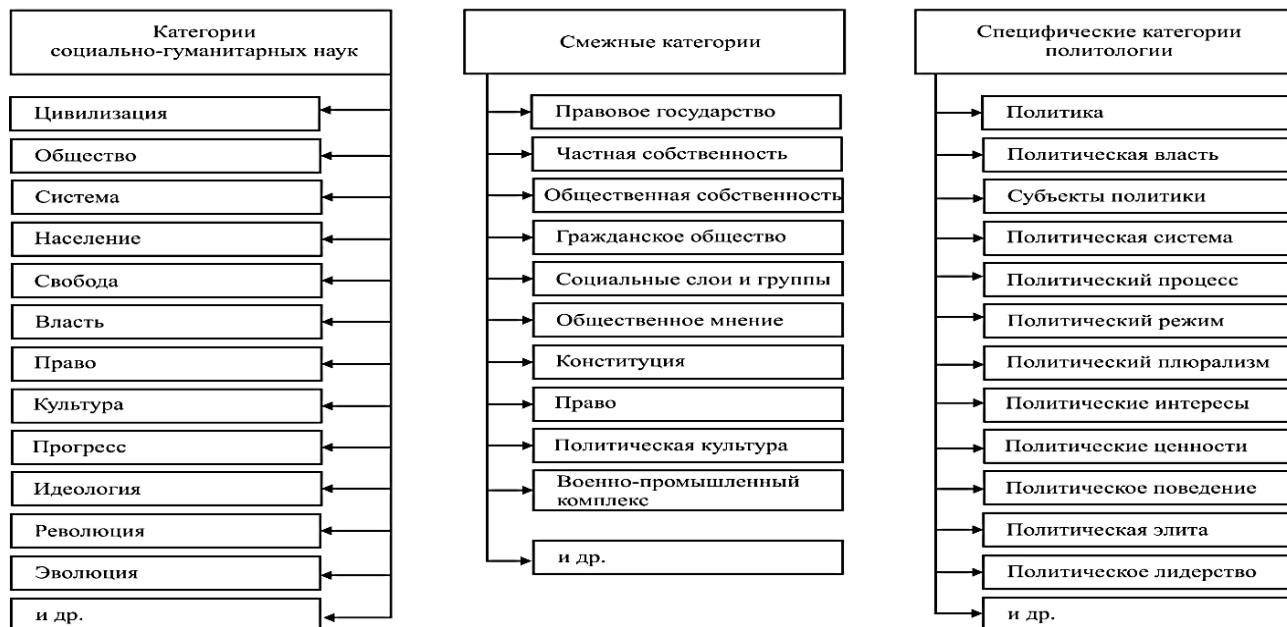 Категории
социально-гуманитарных наук
Цивилизация
Общество
Система
Население
Свобода
Власть
Право
Культура
Прогресс
Идеология
Революция
Эволюция
и др.
Смежные категории
Правовое государство
Частная собственность
Общественная собственность
Гражданское общество
Социальные слои и группы
Общественное мнение
Конституция
Право
Политическая культура
Военно-промышленный
комплекс
и др.
Специфические категории
политологии
Политика
Политическая власть
Субъекты политики
Политическая система
Политический процесс
Политический режим
Политический плюрализм
Политические интересы
Политические ценности
Политическое поведение
Политическая элита
Политическое лидерство
и др.